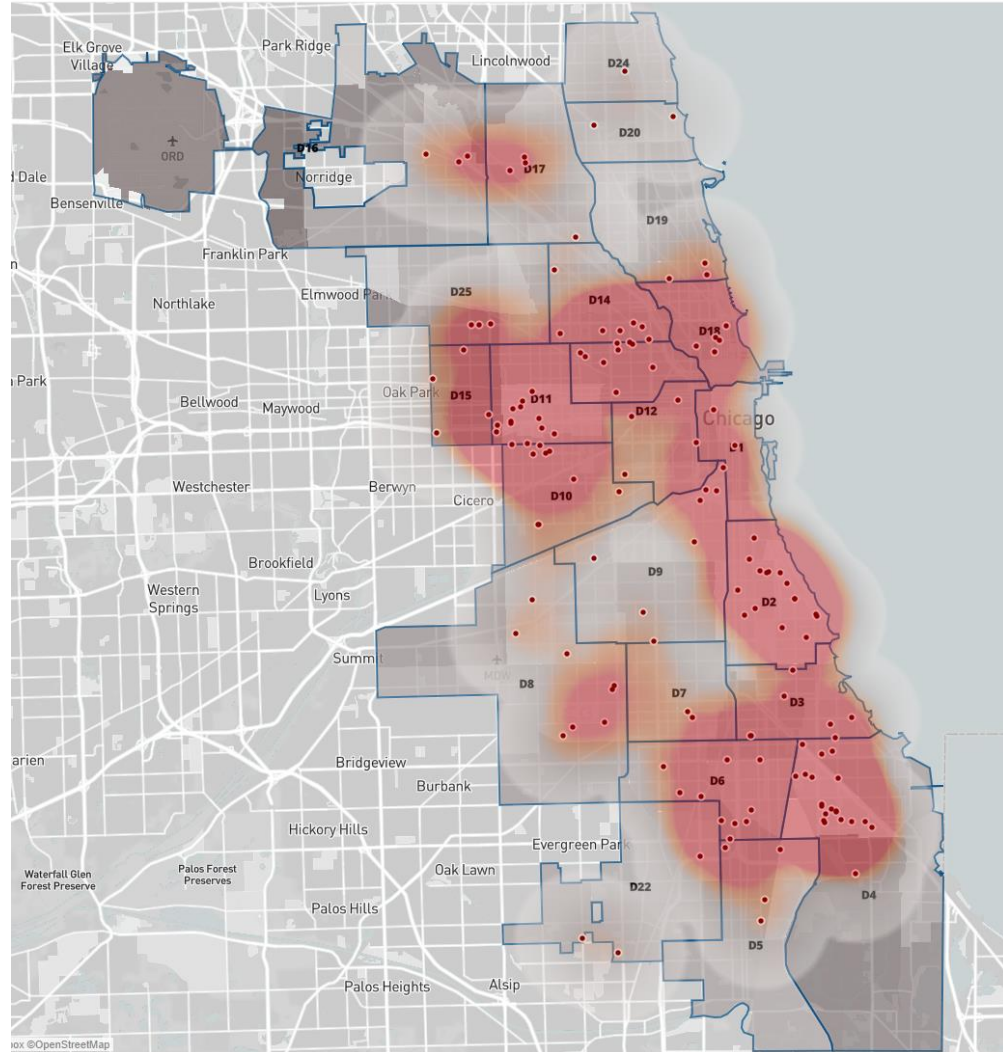 Elk Grove
Village
Park Ridge
Lincolnwood
D24
D20
ORD
D16
Norridge
D17
Dale
Bensenville
D19
Franklin Park
D25
Elmwood Par
Northlake
D14
D18
n Park
Oak Park
D15
D11
Bellwood
Maywood
D12
Chicago
D1
Westchester
Berwyn
Cicero
D10
Brookfield
D9
Western
Springs
Lyons
D2
Summit
MDW
D8
D7
D3
arien
Bridgeview
D6
Burbank
Hickory Hills
Evergreen Park
Waterfall Glen
Forest Preserve
Palos Forest
Preserves
Oak Lawn
D22
D4
Palos Hills
D5
Palos Heights
Alsip
ox ©OpenStreetMap